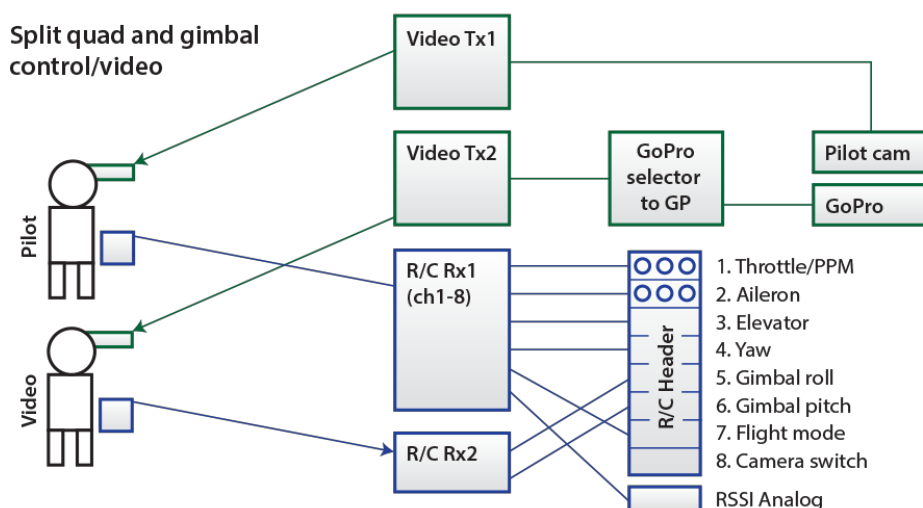 Split quad and gimbal
control/video
Video Tx1
Video Tx2
GoPro
selector
to GP
Pilot cam
GoPro
Pilot
Video
R/C Rx1
(ch1-8)
R/C Rx2
R/C Header
1. Throttle/PPM
2. Aileron
3. Elevator
4. Yaw
5. Gimbal roll
6. Gimbal pitch
7. Flight mode
8. Camera switch
RSSI Analog